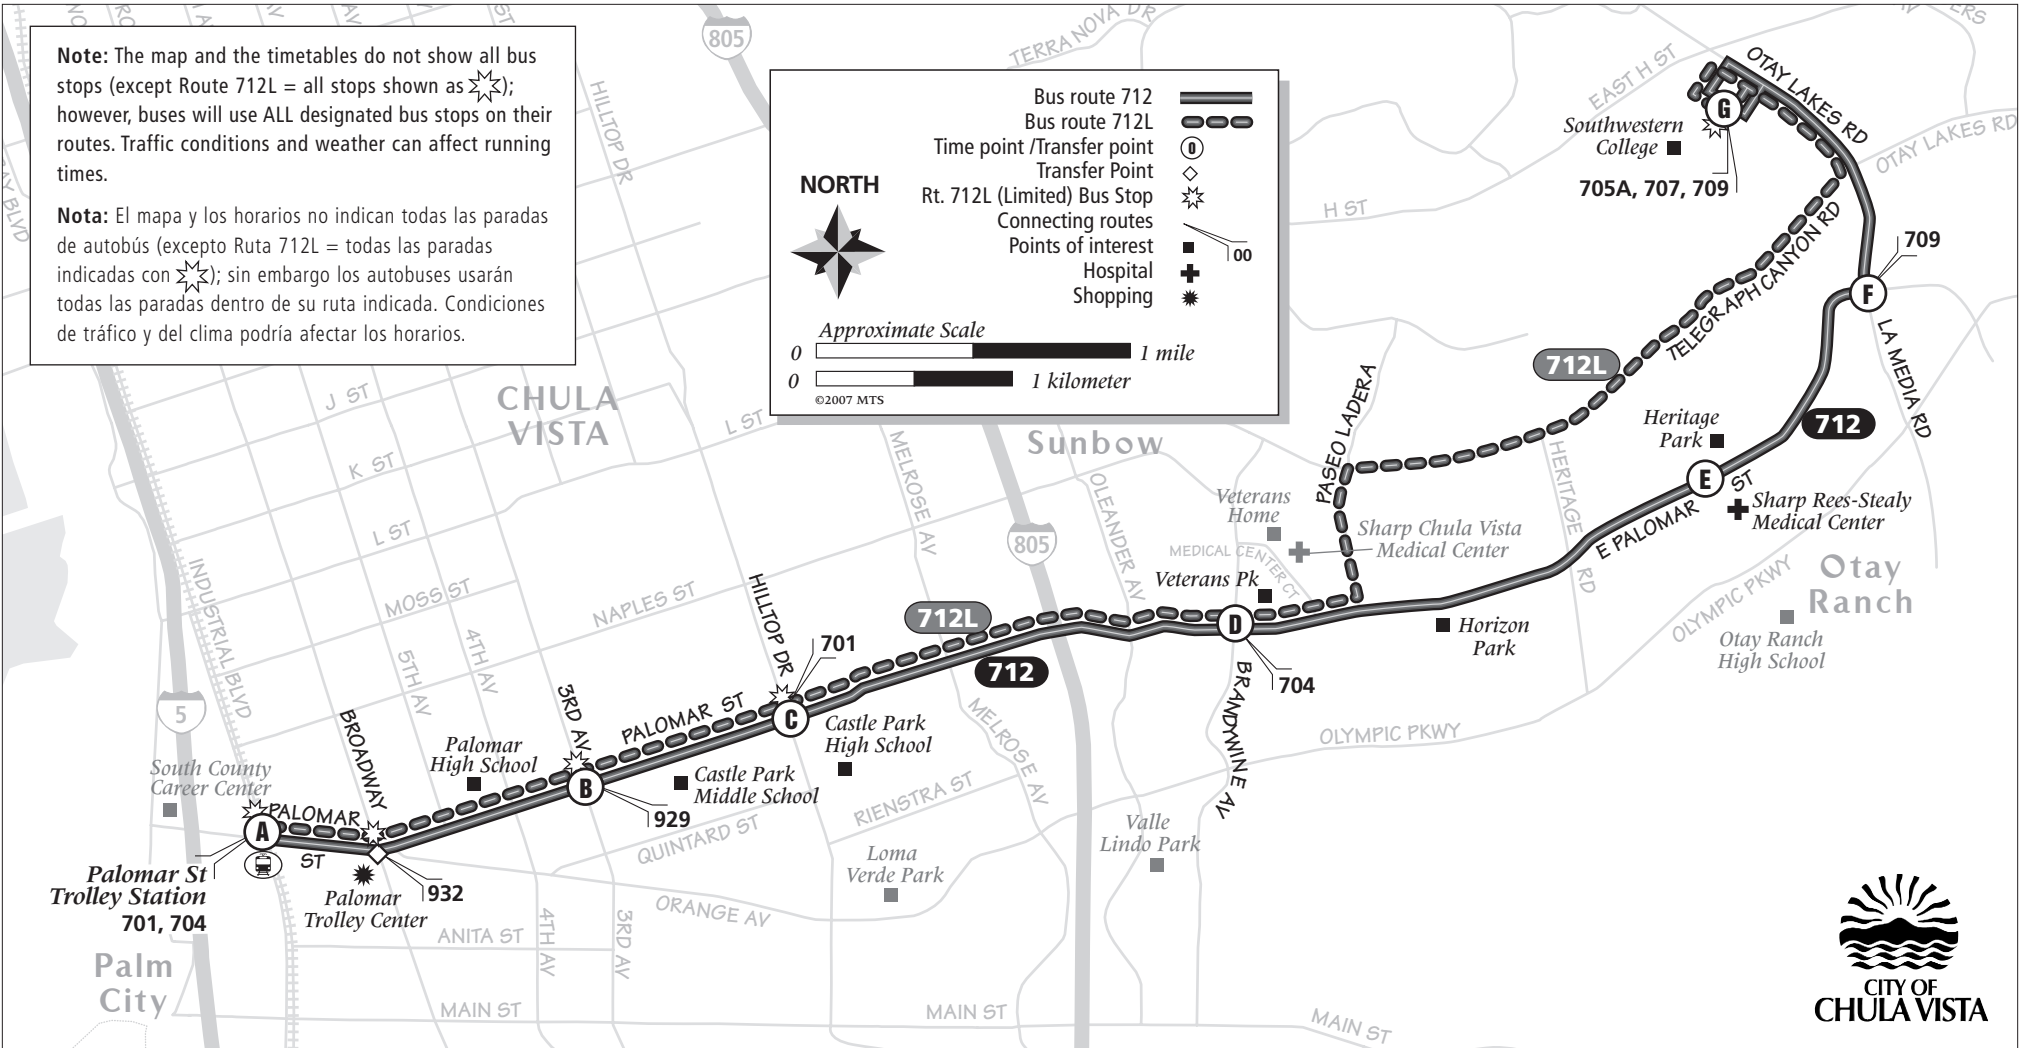 Note: The map and the timetables do not show all bus
stops (except Route 712L = all stops shown as );
however, buses will use ALL designated bus stops on their
routes. Traffic conditions and weather can affect running
times.
Nota: El mapa y los horarios no indican todas las paradas
de autobús (excepto Ruta 712L = todas las paradas
indicadas con ); sin embargo los autobuses usarán
todas las paradas dentro de su ruta indicada. Condiciones
de tráfico y del clima podría afectar los horarios.
NORTH
Bus route 712
Bus route 712L
Time point /Transfer point
0
Transfer Point
Rt. 712L (Limited) Bus Stop
Connecting routes
00
Points of interest
Hospital
Shopping
Approximate Scale
0
1 mile
0
1 kilometer
©2007 MTS
805
TERRA NOVA DR
EAST H ST
OTAY LAKES RD
OTAY LAKES RD
G
Southwestern
College
705A, 707, 709
H ST
HILLTOP DR
TELEGRAPH CANYON RD
709
F
LA MEDIA RD
712L
712
Heritage
Park
E
E PALOMAR
ST
Sharp Rees-Stealy
Medical Center
Otay
Ranch
Otay Ranch
High School
OLYMPIC PKWY
HERITAGE
RD
PASEO LADERA
Sunbow
CHULA
VISTA
J ST
K ST
L ST
L ST
MELROSE AV
OLEANDER AV
805
Veterans
Home
Sharp Chula Vista
Medical Center
MEDICAL CENTER CT
Veterans Pk
D
704
Horizon
Park
BRANDYWINE AV
OLYMPIC PKWY
INDUSTRIAL BLVD
MOSS ST
NAPLES ST
HILLTOP DR
701
712L
712
C
Castle Park
High School
MELROSE AV
5TH AV
4TH AV
3RD AV
PALOMAR ST
BROADWAY
Palomar
High School
B
929
Castle Park
Middle School
QUINTARD ST
RIENSTRA ST
5
South County
Career Center
PALOMAR
ST
A
Palomar St
Trolley Station
701, 704
932
Palomar
Trolley Center
Loma
Verde Park
Valle
Lindo Park
ORANGE AV
ANITA ST
4TH AV
3RD AV
Palm
City
MAIN ST
MAIN ST
MAIN ST
CITY OF
CHULA VISTA